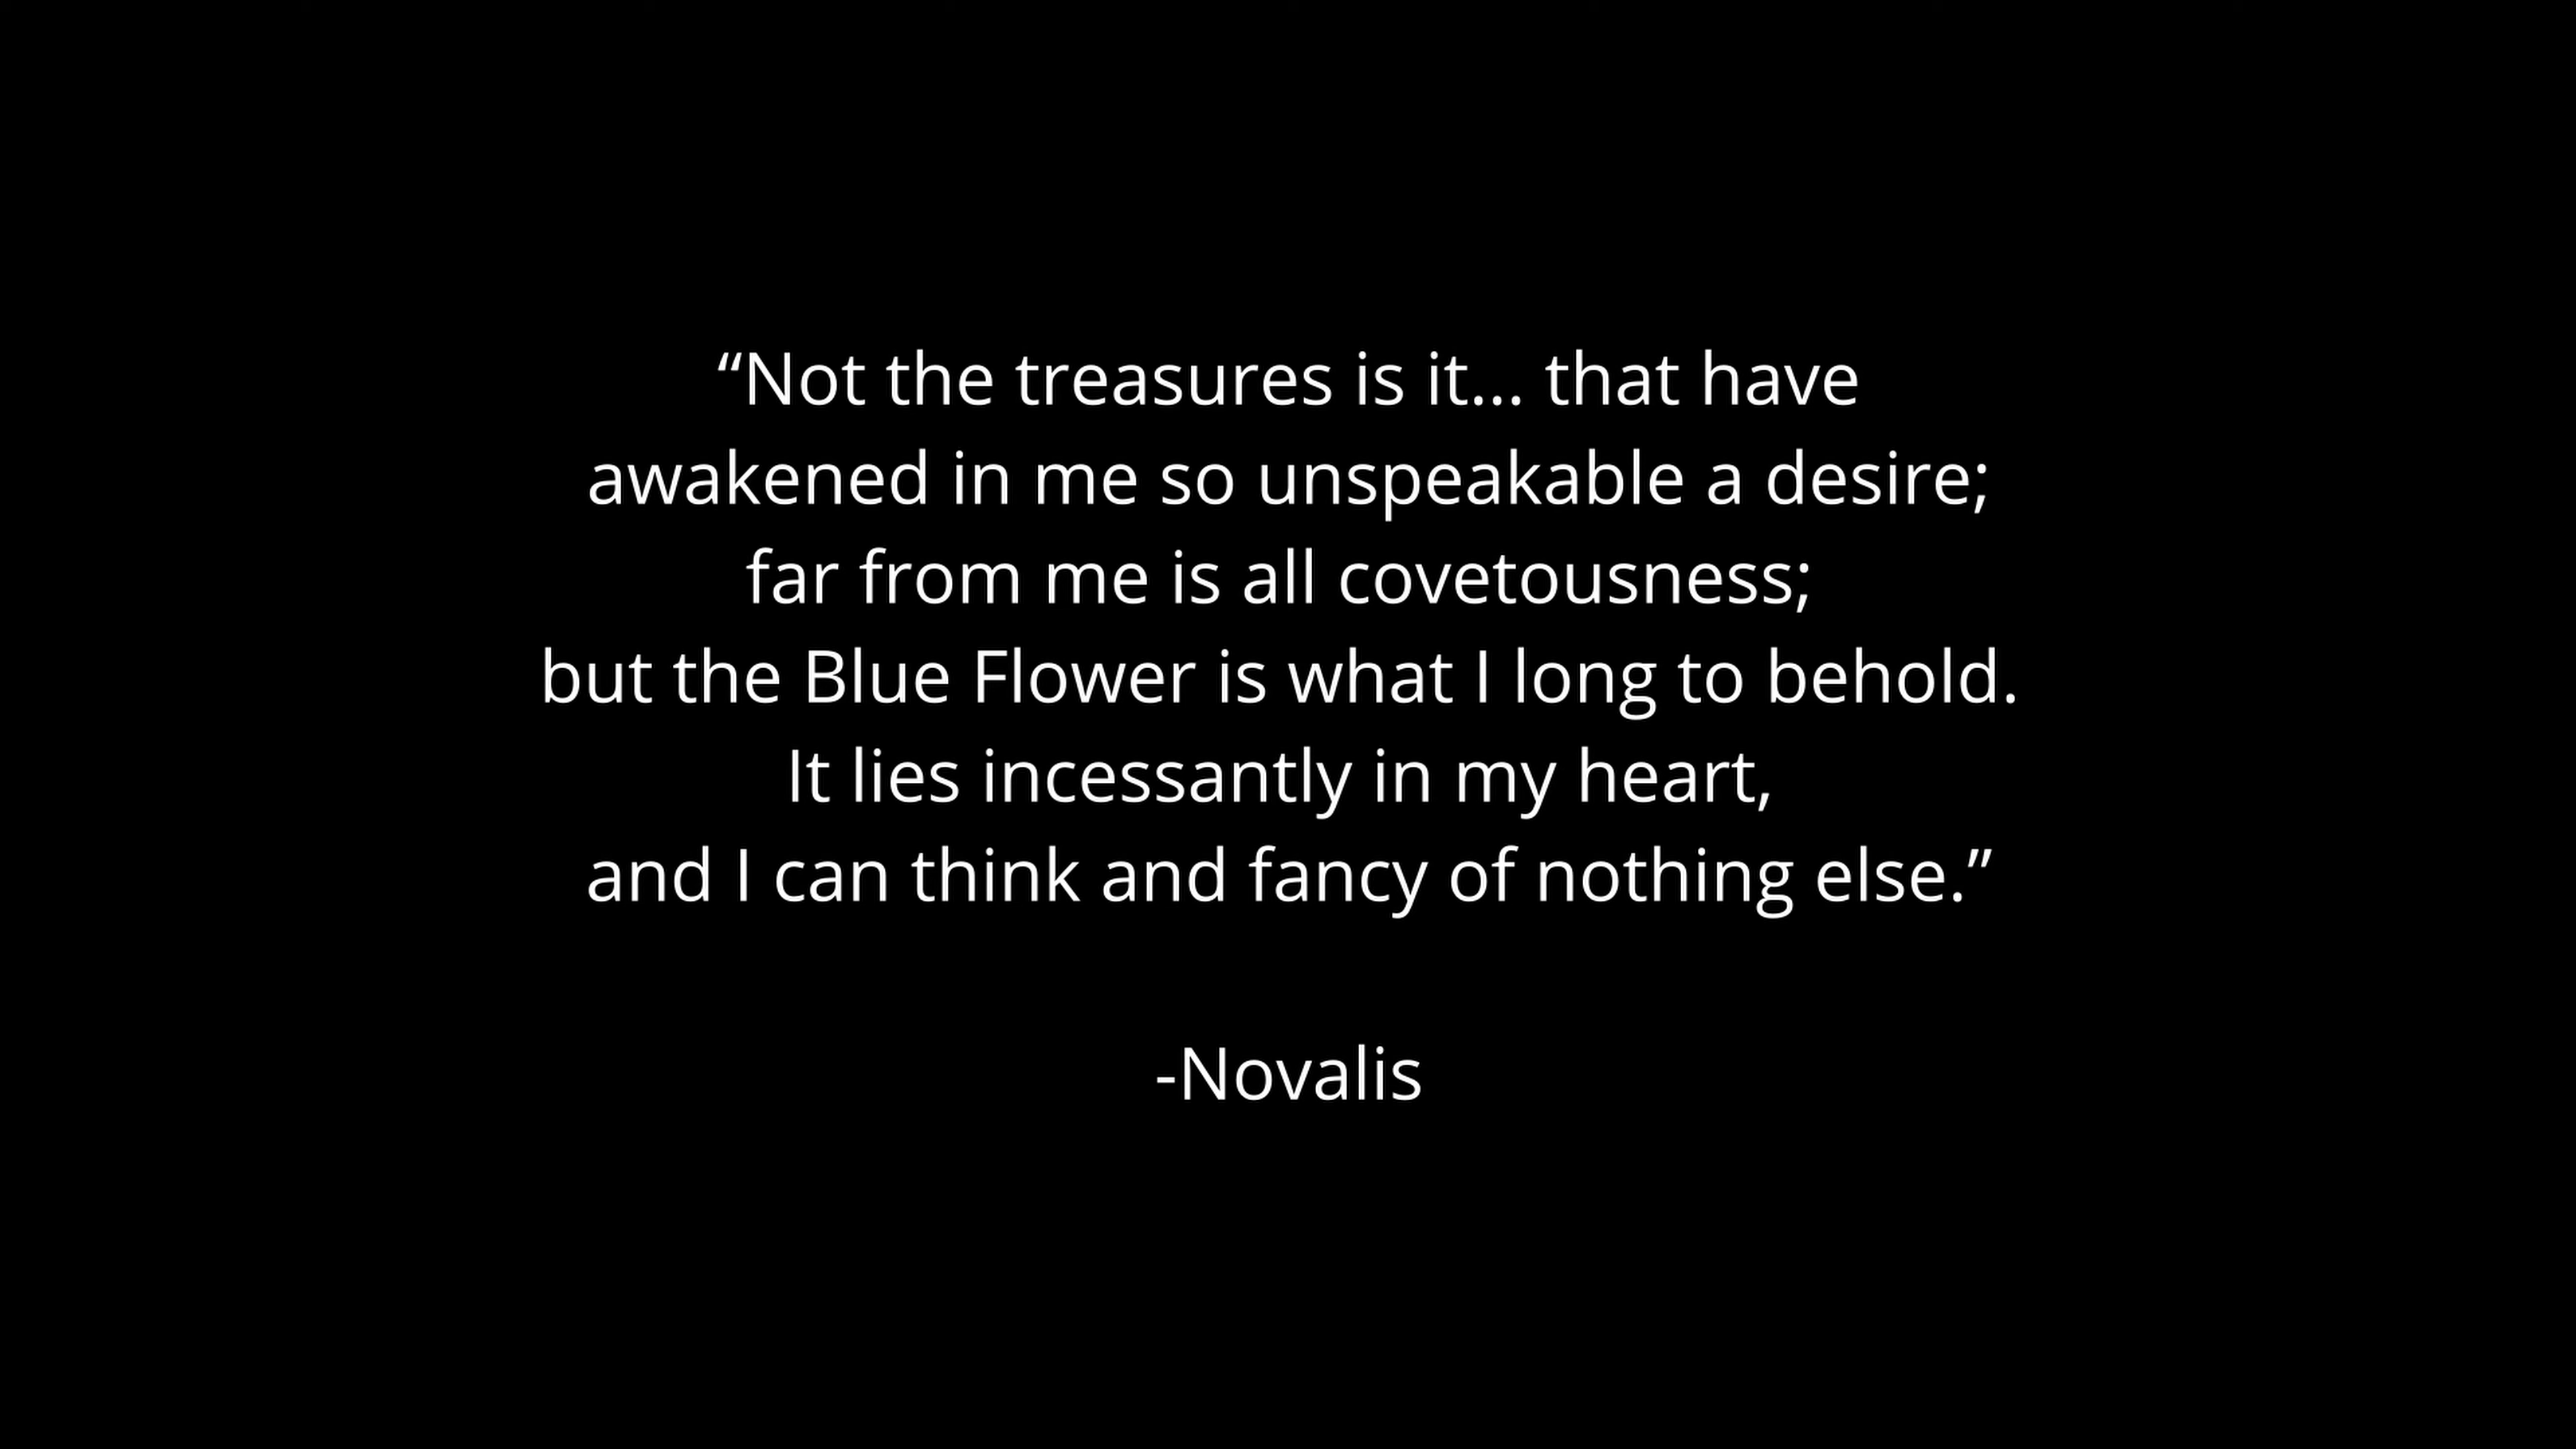 “Not the treasures is it... that have
awakened in me so unspeakable a desire;
far from me is all covetousness;
but the Blue Flower is what I long to behold.
It lies incessantly in my heart,
and I can think and fancy of nothing else.”
-Novalis